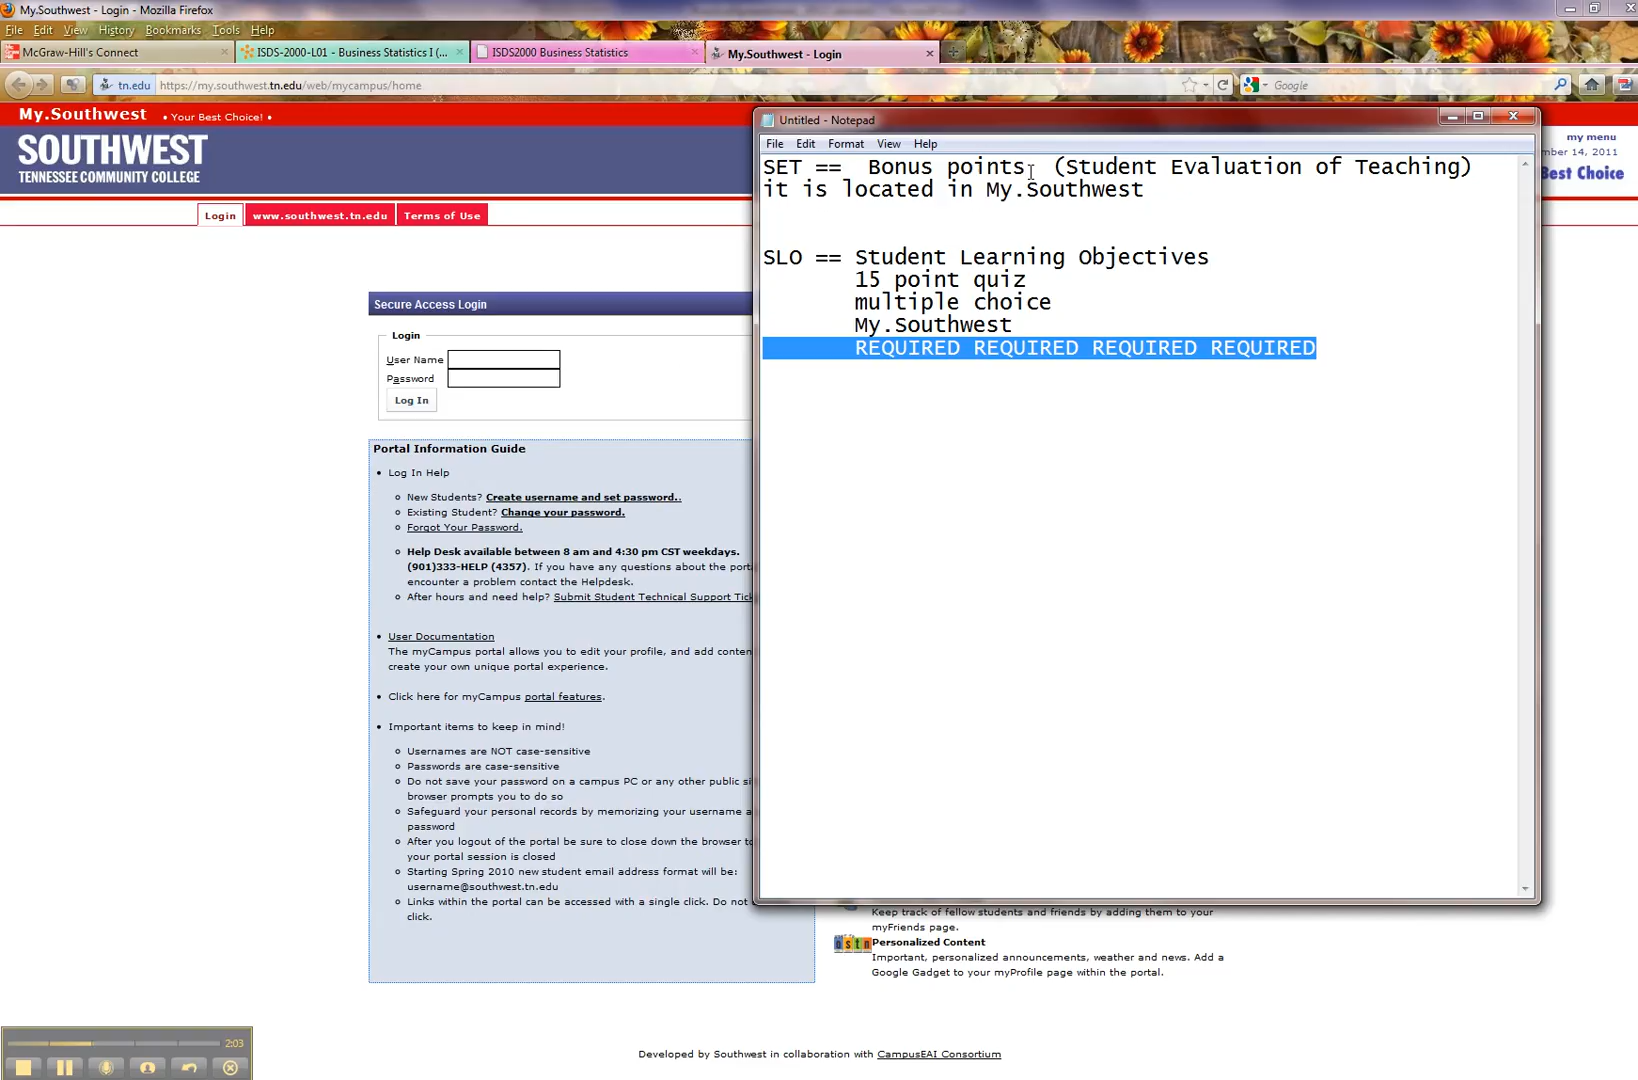 My.Southwest - Login - Mozilla Firefox
File Edit View History Bookmarks Tools Help
McGraw-Hill's Connect
ISDS-2000-L01 - Business Statistics I (...
ISDS2000 Business Statistics
My.Southwest - Login
tn.edu https://my.southwest.tn.edu/web/mycampus/home
Google
My.Southwest • Your Best Choice! •
SOUTHWEST
TENNESSEE COMMUNITY COLLEGE
my menu
mber 14, 2011
Best Choice
Login www.southwest.tn.edu Terms of Use
Secure Access Login
Login
User Name
Password
Log In
Portal Information Guide
Log In Help
New Students? Create username and set password..
Existing Student? Change your password.
Forgot Your Password.
Help Desk available between 8 am and 4:30 pm CST weekdays.
(901)333-HELP (4357). If you have any questions about the port
encounter a problem contact the Helpdesk.
After hours and need help? Submit Student Technical Support Tick
User Documentation
The myCampus portal allows you to edit your profile, and add conten
create your own unique portal experience.
Click here for myCampus portal features.
Important items to keep in mind!
Usernames are NOT case-sensitive
Passwords are case-sensitive
Do not save your password on a campus PC or any other public si
browser prompts you to do so
Safeguard your personal records by memorizing your username a
password
After you logout of the portal be sure to close down the browser to
your portal session is closed
Starting Spring 2010 new student email address format will be:
username@southwest.tn.edu
Links within the portal can be accessed with a single click. Do not
click.
Untitled - Notepad
File Edit Format View Help
SET == Bonus points (Student Evaluation of Teaching)
it is located in My.Southwest
SLO == Student Learning Objectives
15 point quiz
multiple choice
My.Southwest
REQUIRED REQUIRED REQUIRED REQUIRED
Keep track of fellow students and friends by adding them to your
myFriends page.
Personalized Content
Important, personalized announcements, weather and news. Add a
Google Gadget to your myProfile page within the portal.
Developed by Southwest in collaboration with CampusEAI Consortium
2:03